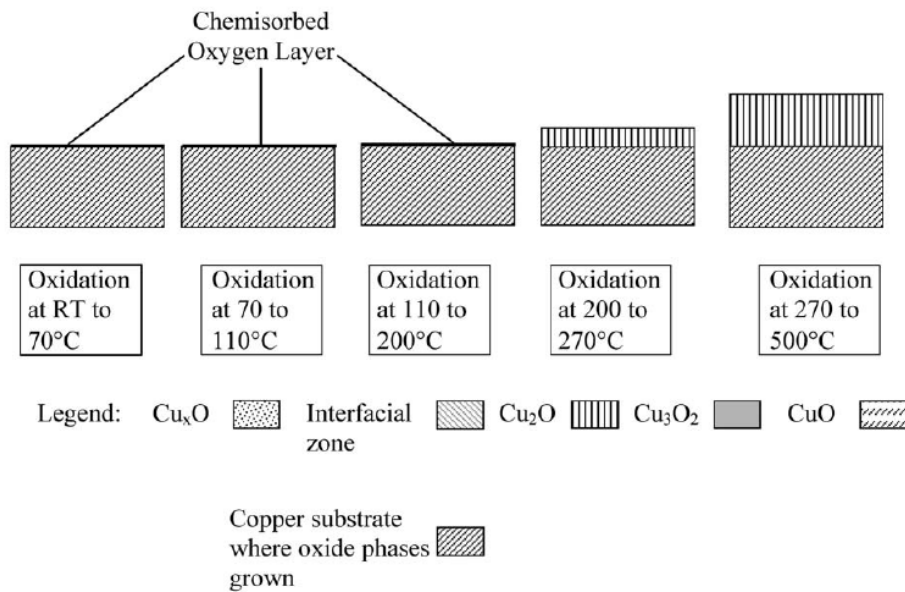 Chemisorbed
Oxygen Layer
Oxidation
at RT to
70°C
Oxidation
at 70 to
110°C
Oxidation
at 110 to
200°C
Oxidation
at 200 to
270°C
Oxidation
at 270 to
500°C
Legend: CuₓO Interfacial zone Cu₂O Cu₃O₂ CuO
Copper substrate
where oxide phases
grown